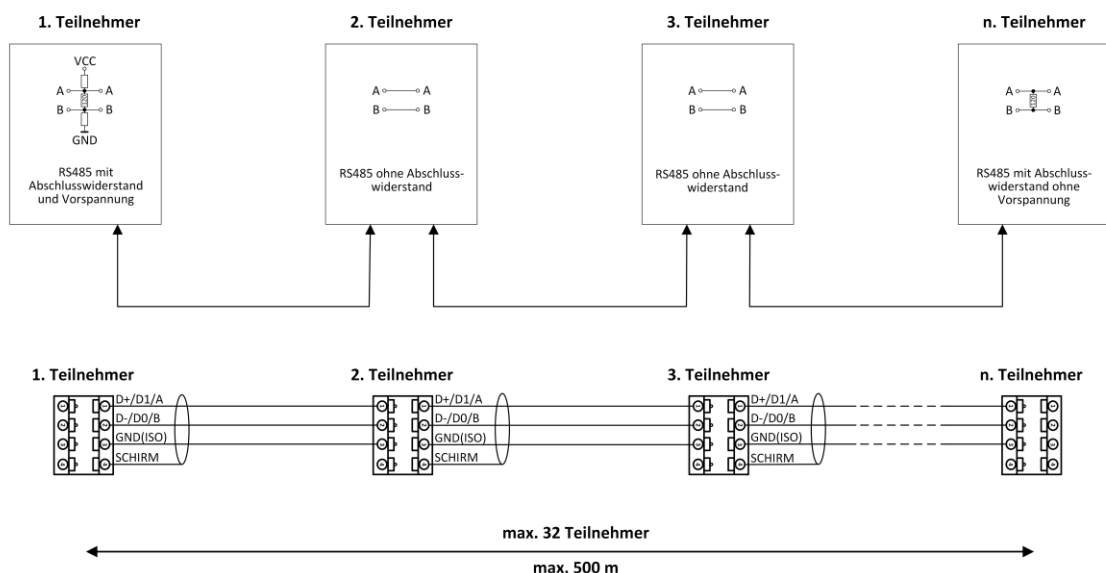 1. Teilnehmer
2. Teilnehmer
3. Teilnehmer
n. Teilnehmer
VCC
A
A
120
B
B
GND
RS485 mit
Abschlusswiderstand
und Vorspannung
A
A
B
B
RS485 ohne Abschluss-
widerstand
A
A
B
B
RS485 ohne Abschluss-
widerstand
A
A
120
B
B
RS485 mit Abschluss-
widerstand ohne
Vorspannung
1. Teilnehmer
2. Teilnehmer
3. Teilnehmer
n. Teilnehmer
D+/D1/A
D-/D0/B
GND(ISO)
SCHIRM
D+/D1/A
D-/D0/B
GND(ISO)
SCHIRM
D+/D1/A
D-/D0/B
GND(ISO)
SCHIRM
max. 32 Teilnehmer
max. 500 m